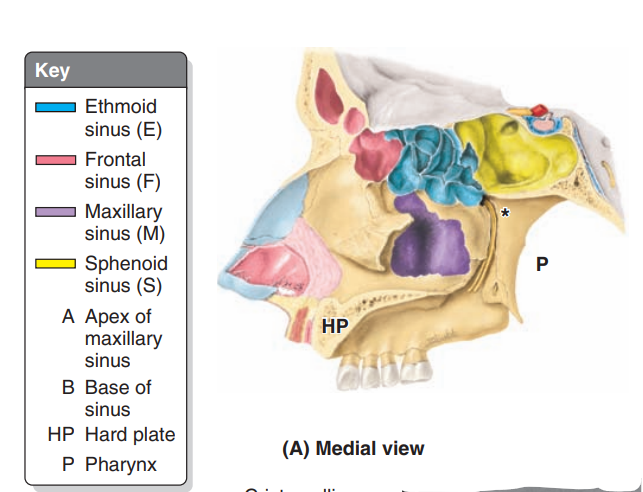 Key
Ethmoid
sinus (E)
Frontal
sinus (F)
Maxillary
sinus (M)
Sphenoid
sinus (S)
A Apex of
maxillary
sinus
B Base of
sinus
HP Hard plate
P Pharynx
*
P
HP
(A) Medial view